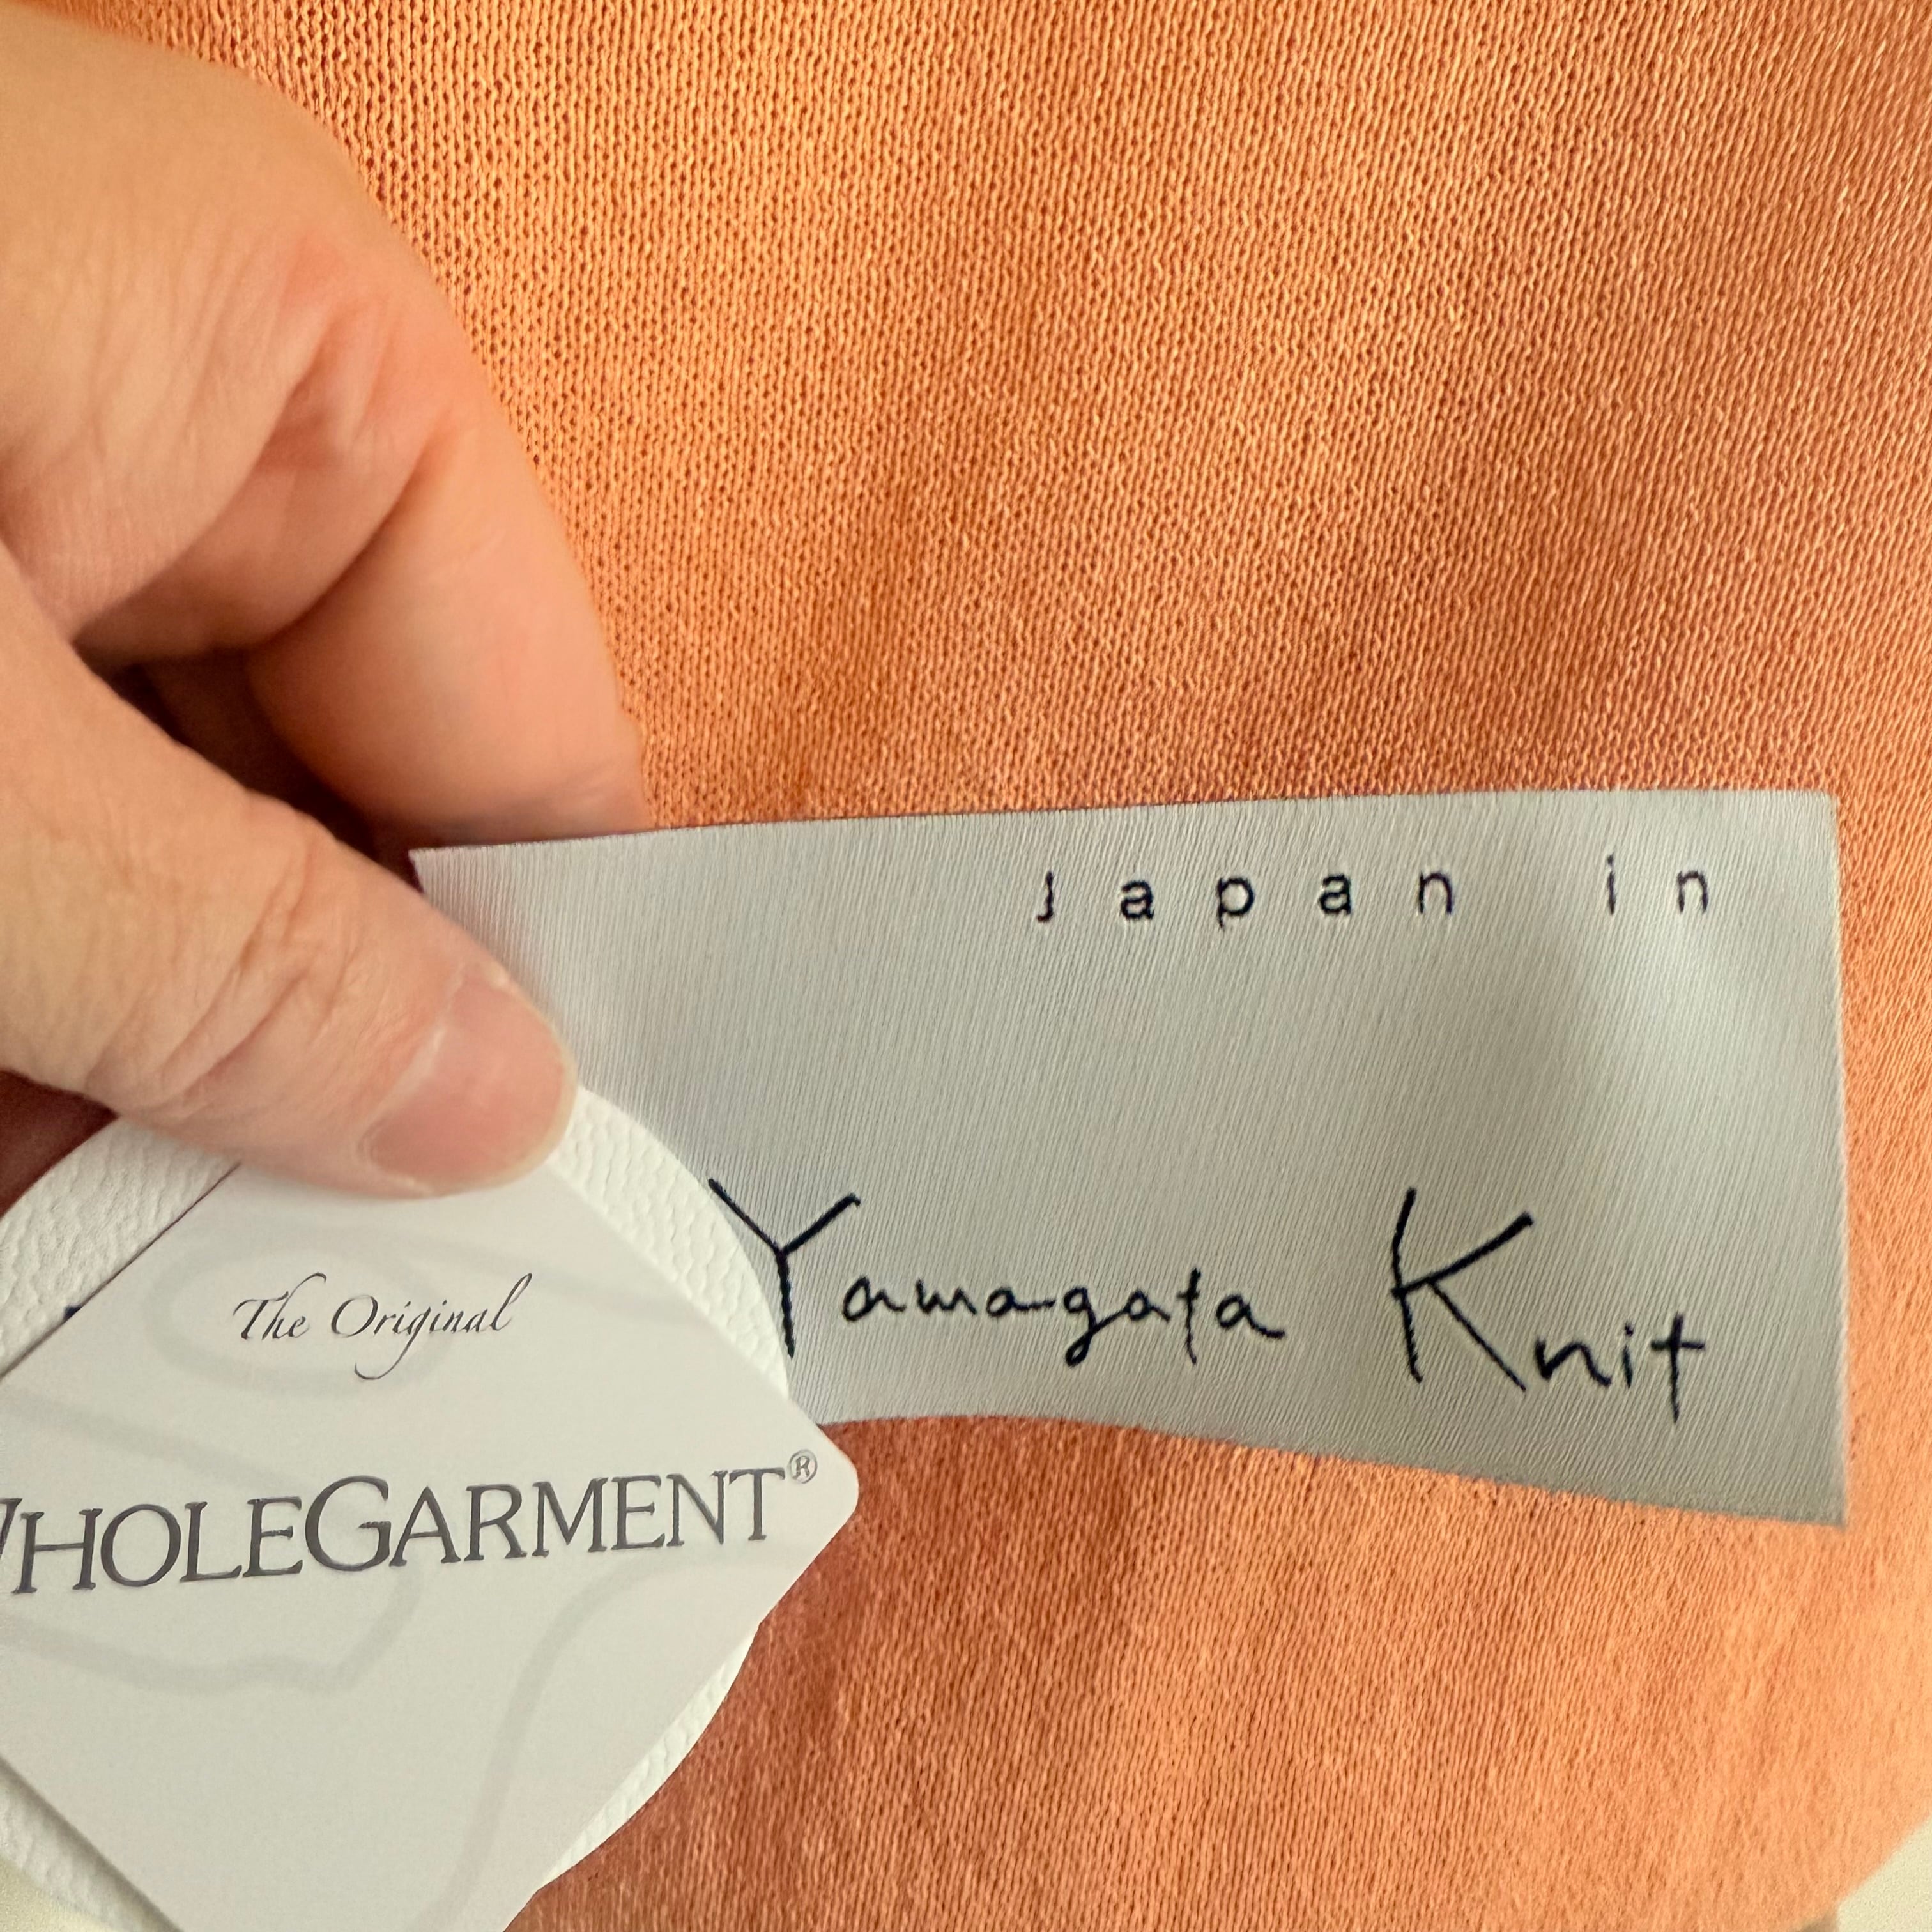 Japan in
Yamagata Knit
The Original
WHOLEGARMENT®